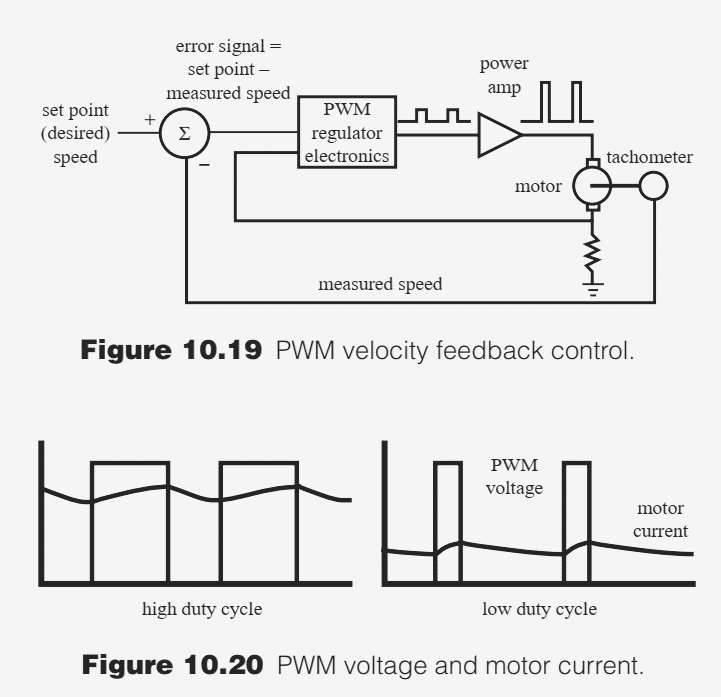 error signal =
set point –
measured speed
set point
(desired)
speed
+
Σ
–
PWM
regulator
electronics
power
amp
tachometer
motor
measured speed
Figure 10.19 PWM velocity feedback control.
PWM
voltage
motor
current
high duty cycle
low duty cycle
Figure 10.20 PWM voltage and motor current.